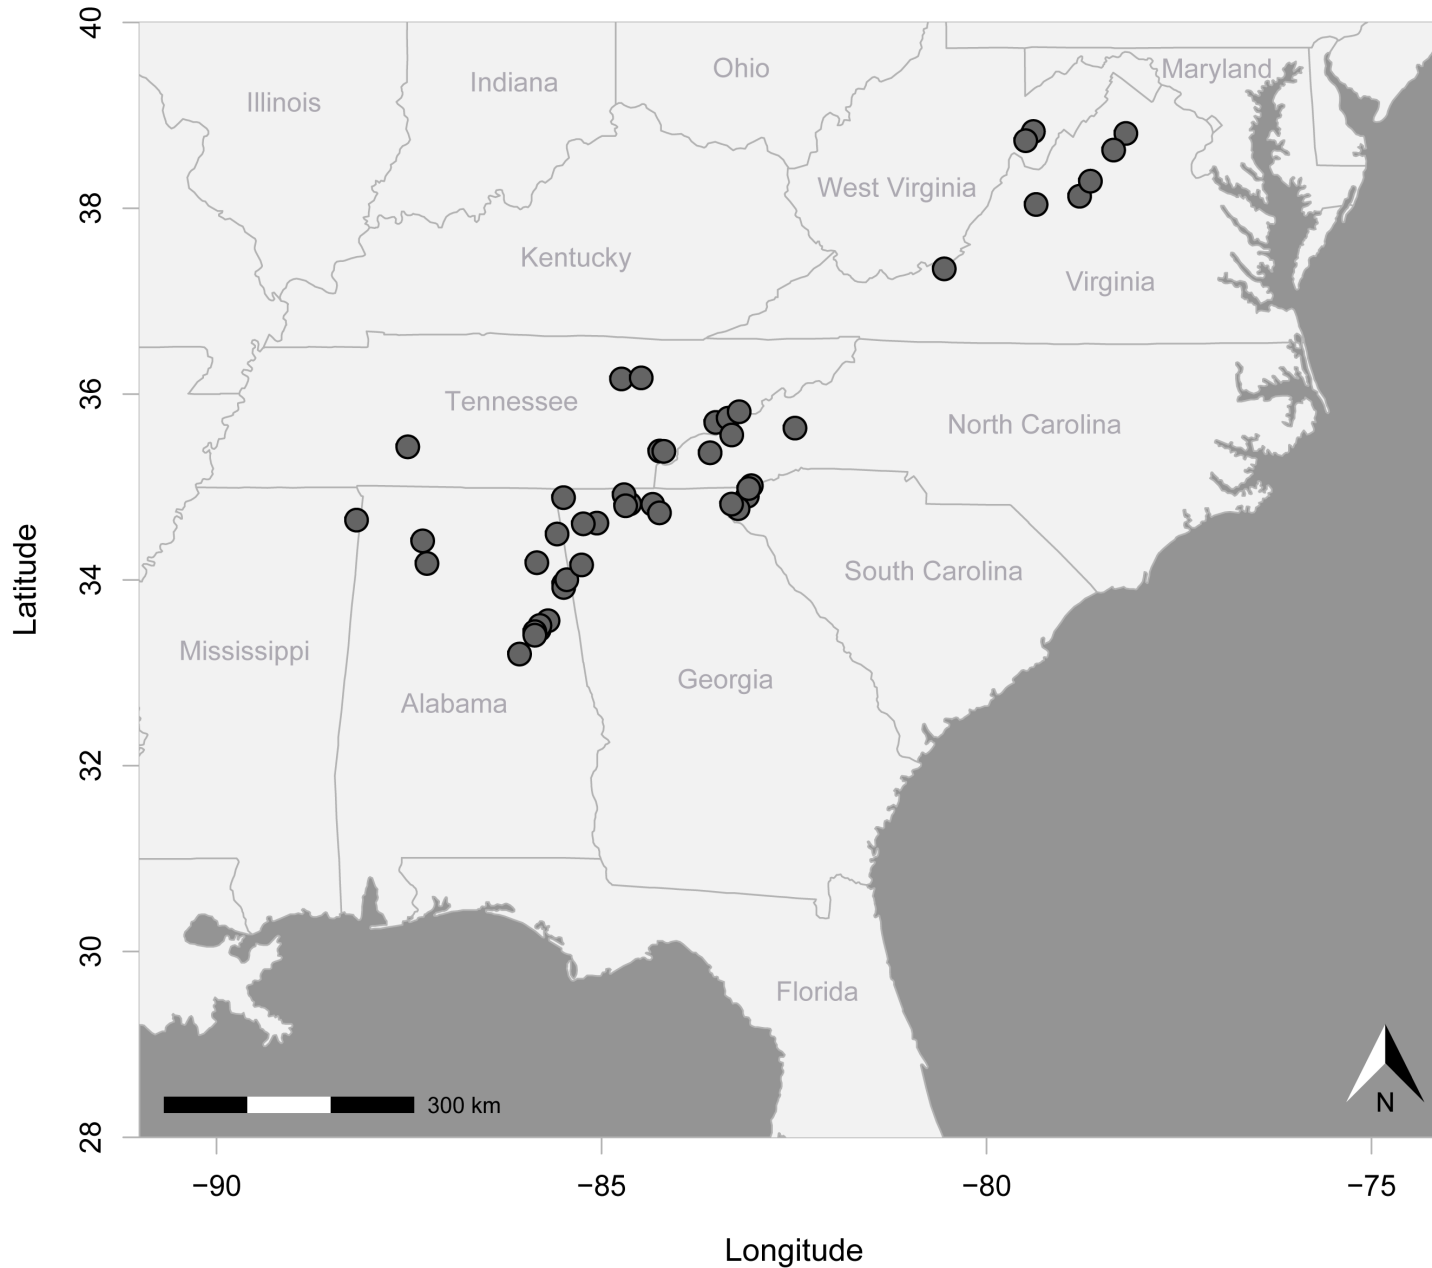 40
38
36
34
32
30
28
Latitude
Illinois
Indiana
Ohio
Maryland
West Virginia
Kentucky
Virginia
Tennessee
North Carolina
South Carolina
Mississippi
Alabama
Georgia
Florida
300 km
N
−90
−85
−80
−75
Longitude